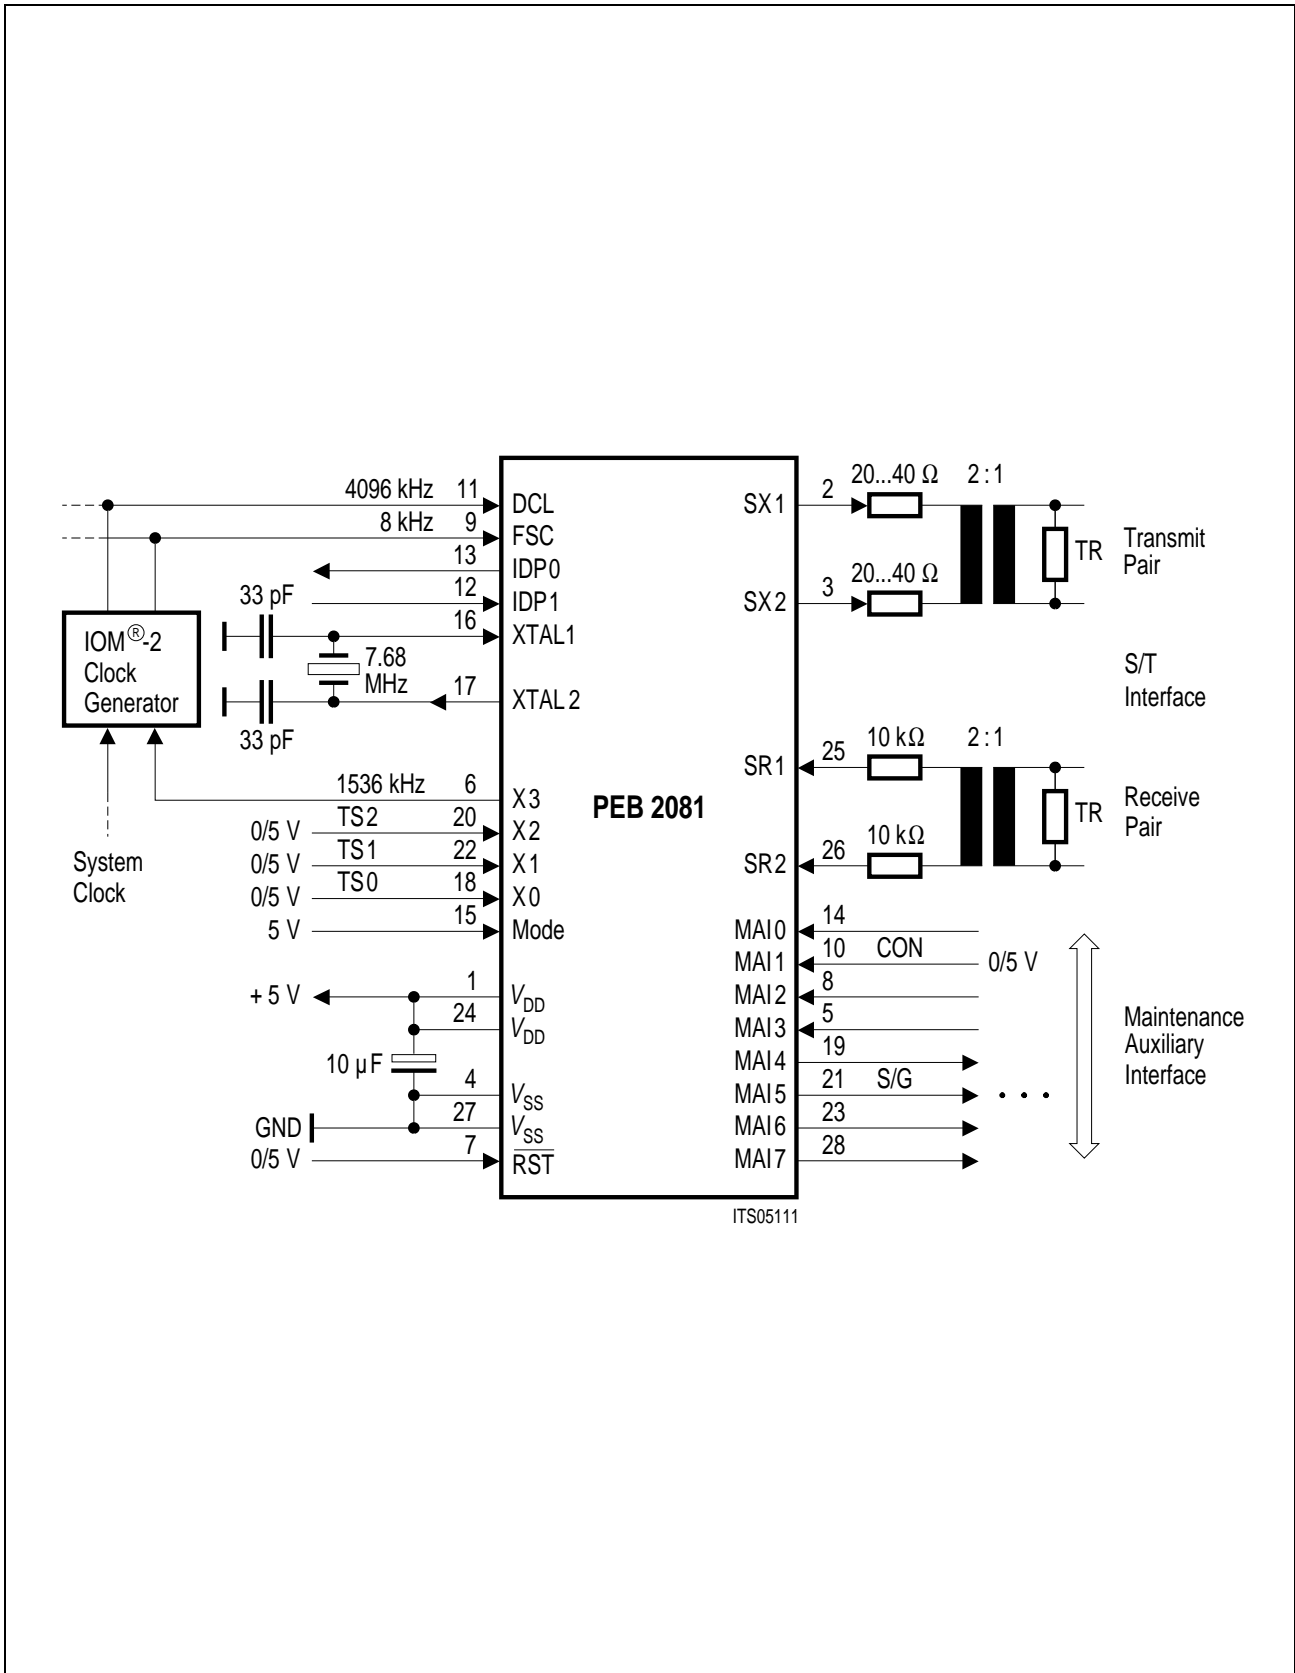 4096 kHz 11 DCL
8 kHz 9 FSC
13 IDP0
12 IDP1
33 pF
16 XTAL1
7.68
MHz
17 XTAL2
33 pF
IOM®-2
Clock
Generator
System
Clock
1536 kHz 6 X3
0/5 V TS2 20 X2
0/5 V TS1 22 X1
0/5 V TS0 18 X0
5 V 15 Mode
+ 5 V 1 VDD
24 VDD
10 µF
4 VSS
GND 27 VSS
0/5 V 7 RST
PEB 2081
SX1 2 20...40 Ω 2 : 1
SX2 3 20...40 Ω
TR
Transmit
Pair
S/T
Interface
SR1 25 10 kΩ 2 : 1
SR2 26 10 kΩ
TR
Receive
Pair
MAI0 14
MAI1 10 CON 0/5 V
MAI2 8
MAI3 5
MAI4 19
MAI5 21 S/G
MAI6 23
MAI7 28
Maintenance
Auxiliary
Interface
ITS05111